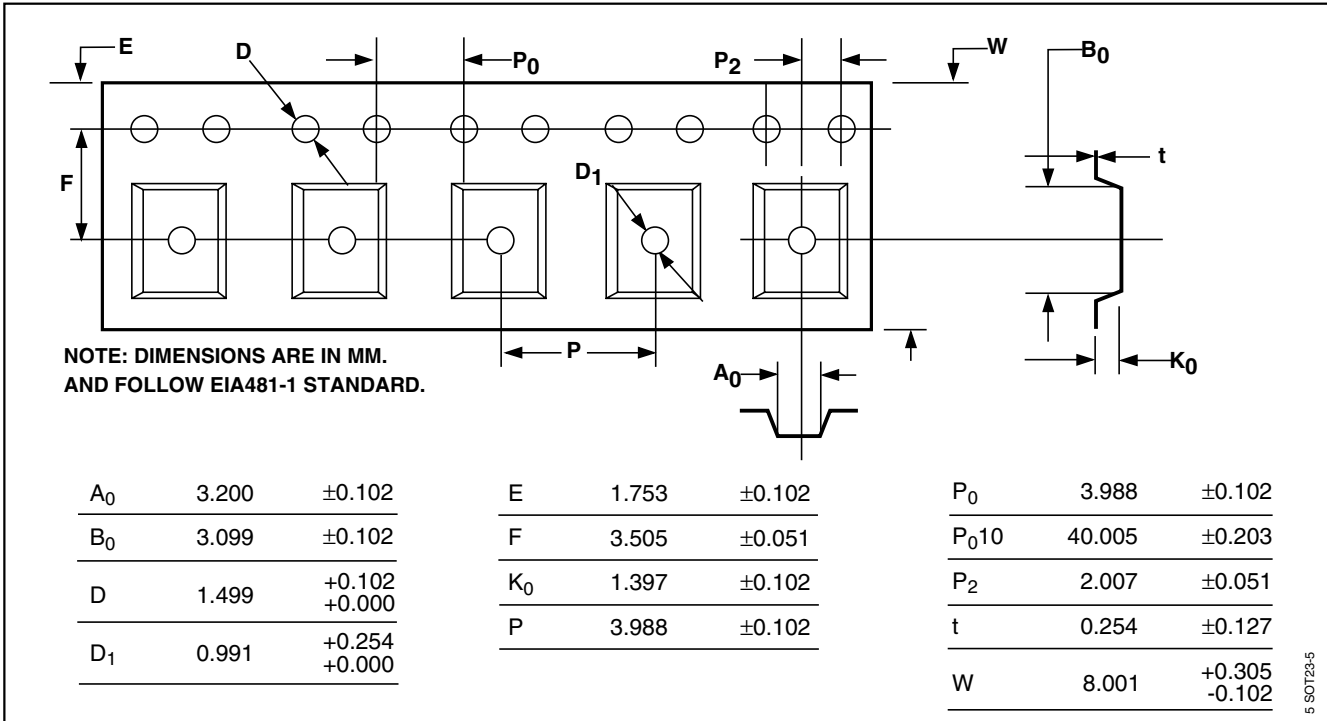 E
D
P0
P2
W
B0
t
F
D1
NOTE: DIMENSIONS ARE IN MM.
AND FOLLOW EIA481-1 STANDARD.
P
A0
K0
A0 3.200 ±0.102
B0 3.099 ±0.102
D 1.499 +0.102
+0.000
D1 0.991 +0.254
+0.000
E 1.753 ±0.102
F 3.505 ±0.051
K0 1.397 ±0.102
P 3.988 ±0.102
P0 3.988 ±0.102
P010 40.005 ±0.203
P2 2.007 ±0.051
t 0.254 ±0.127
W 8.001 +0.305
-0.102
5 SOT23-5